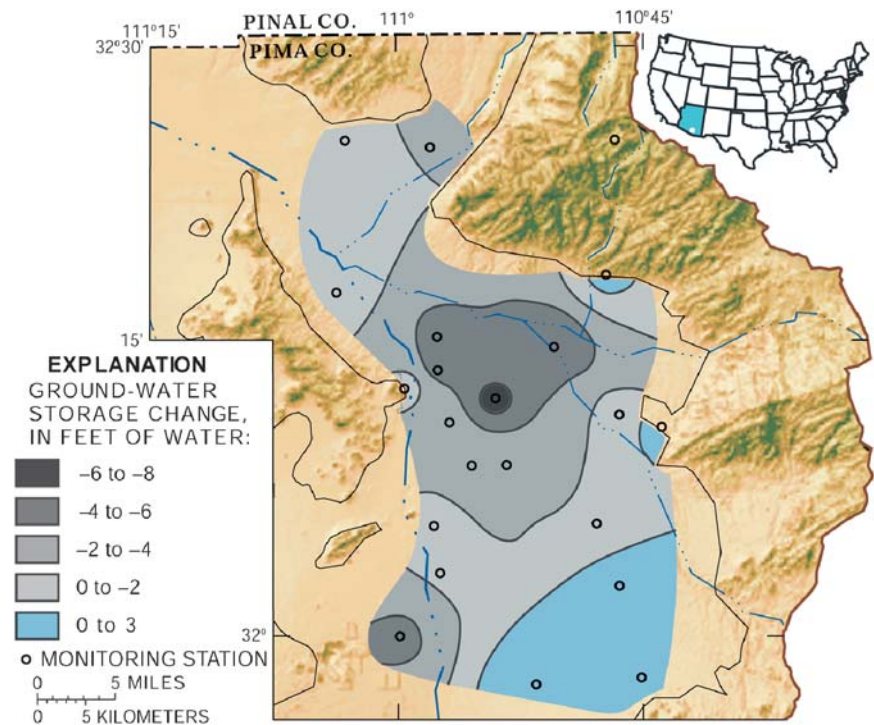 PINAL CO.
PIMA CO.
111°15'
111°
110°45'
32°30'
15'
32°
EXPLANATION
GROUND-WATER
STORAGE CHANGE,
IN FEET OF WATER:
–6 to –8
–4 to –6
–2 to –4
0 to –2
0 to 3
MONITORING STATION
0 5 MILES
0 5 KILOMETERS